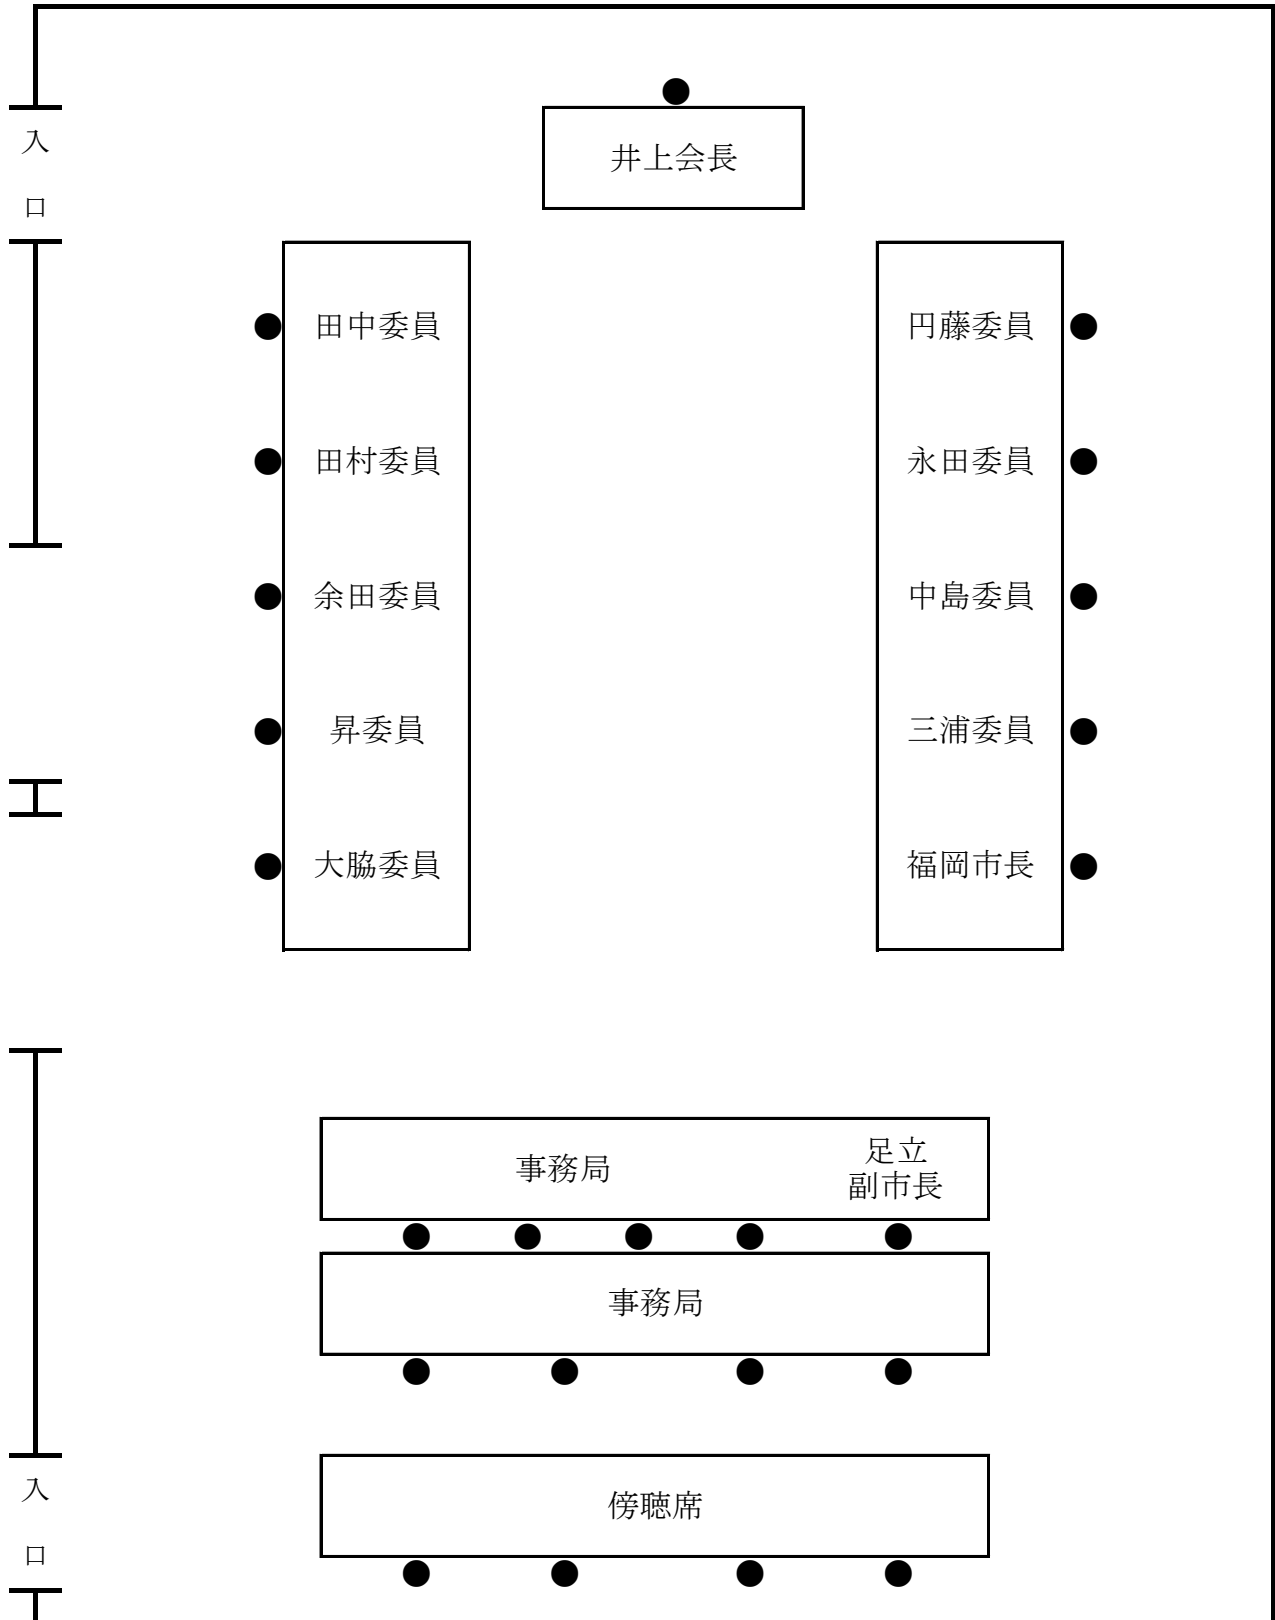 入
口
井上会長
田中委員
円藤委員
田村委員
永田委員
余田委員
中島委員
昇委員
三浦委員
大脇委員
福岡市長
事務局
足立
副市長
事務局
入
口
傍聴席